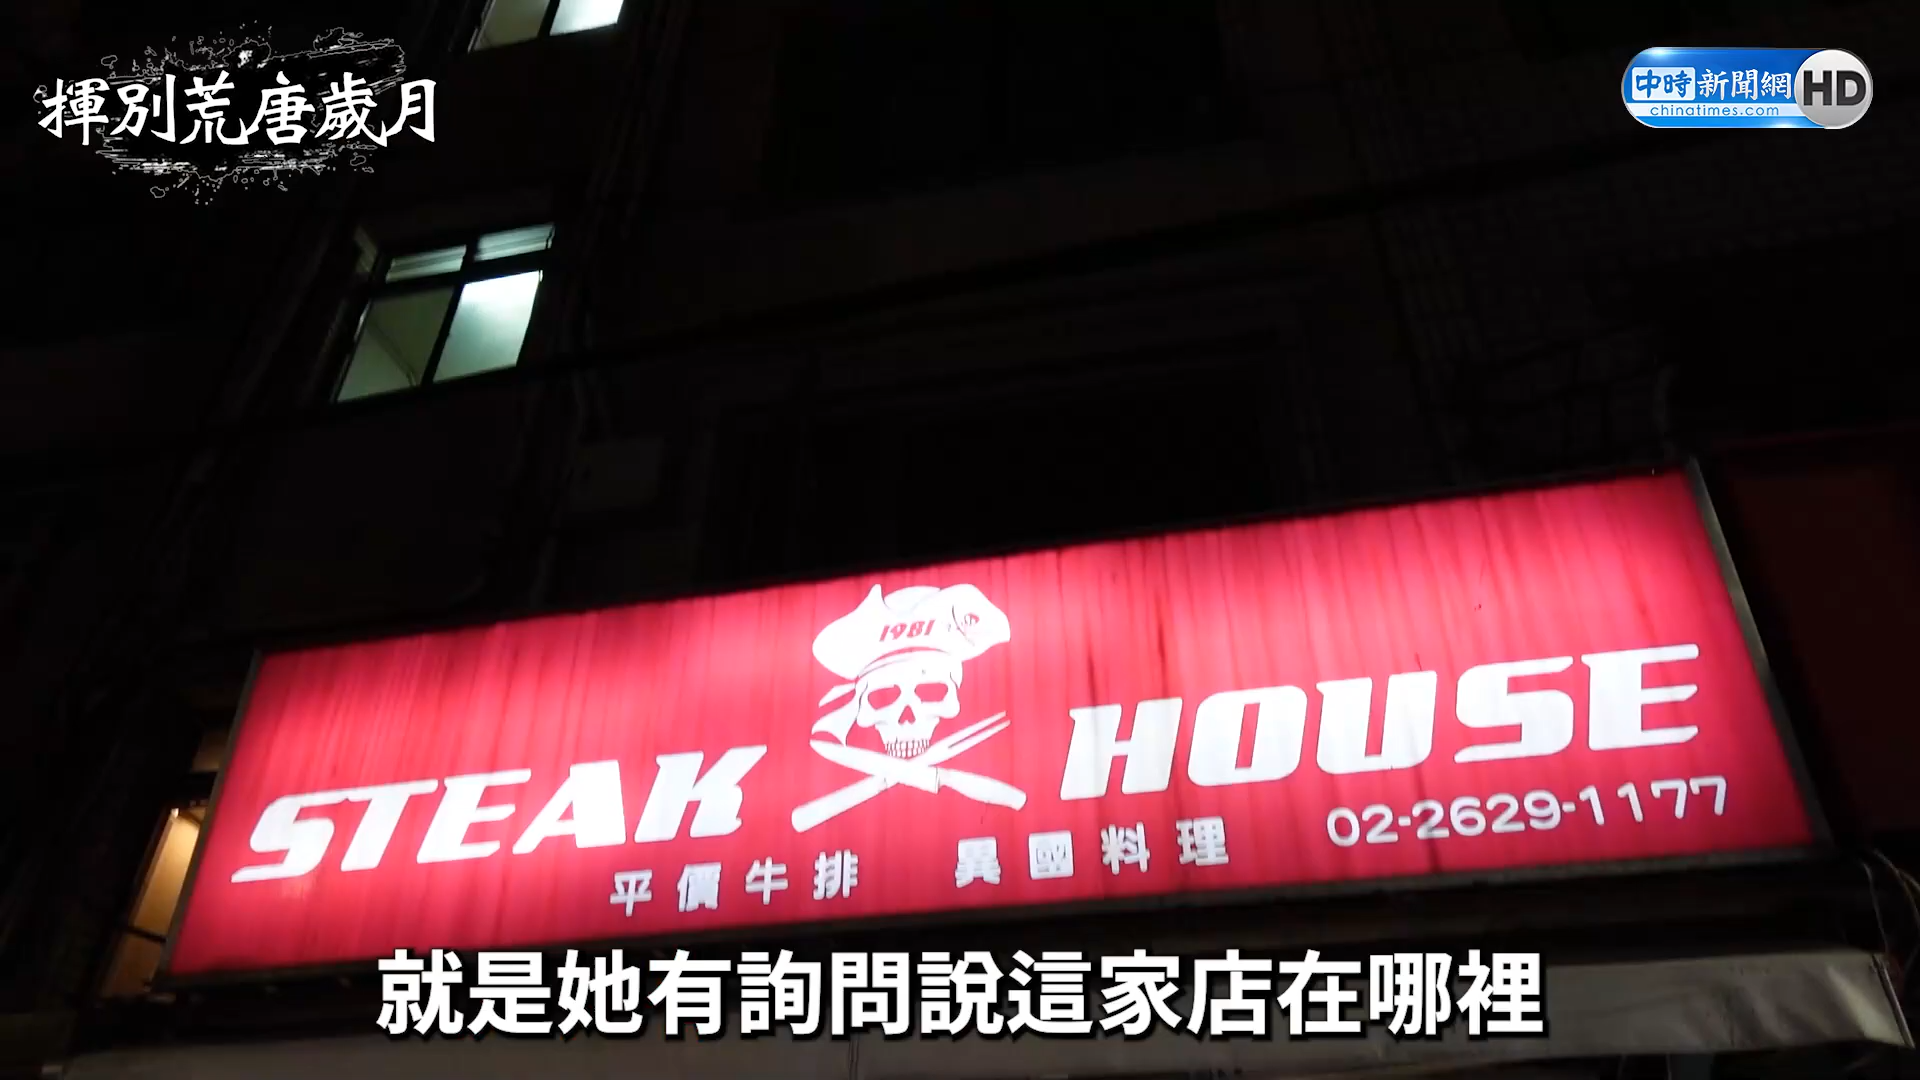 揮別荒唐歲月
中時新聞網 HD
chinatimes.com
1981
STEAK HOUSE
平價牛排 異國料理 02-2629-1177
就是她有詢問說這家店在哪裡